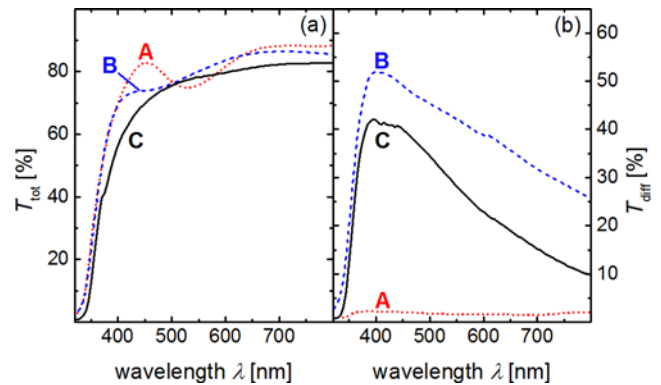 (a)
A
B
C
80
60
40
20
T_tot [%]
400 500 600 700
wavelength λ [nm]
(b)
B
C
A
60
50
40
30
20
10
T_diff [%]
400 500 600 700
wavelength λ [nm]